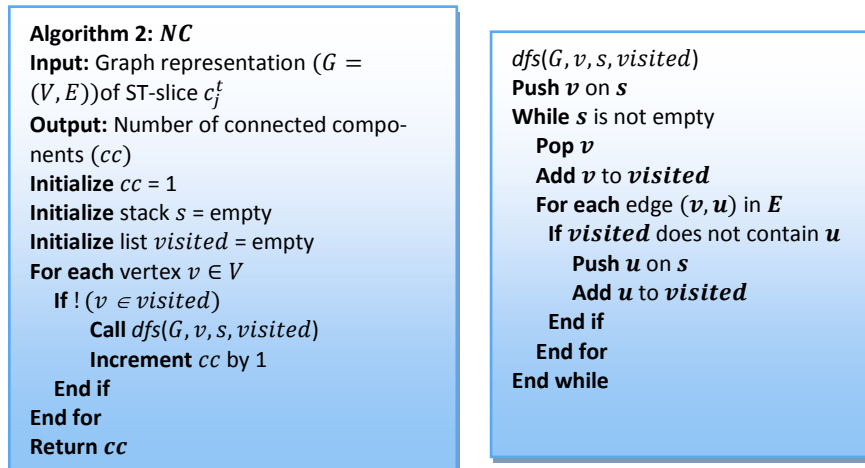 Algorithm 2: NC
Input: Graph representation (G =
(V, E))of ST-slice c_j^t
Output: Number of connected compo-
nents (cc)
Initialize cc = 1
Initialize stack s = empty
Initialize list visited = empty
For each vertex v ∈ V
If ! (v ∈ visited)
Call dfs(G, v, s, visited)
Increment cc by 1
End if
End for
Return cc
dfs(G, v, s, visited)
Push v on s
While s is not empty
Pop v
Add v to visited
For each edge (v, u) in E
If visited does not contain u
Push u on s
Add u to visited
End if
End for
End while